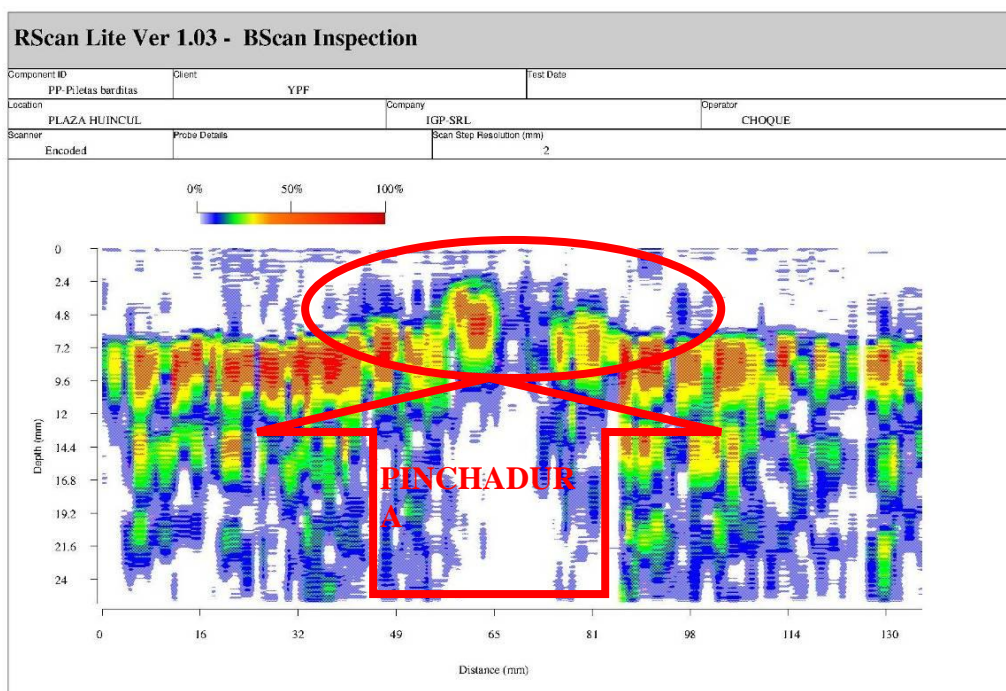 RScan Lite Ver 1.03 - BScan Inspection
Component ID Client Test Date
PP-Piletas barditas YPF
Location Company Operator
PLAZA HUINCUL IGP-SRL CHOQUE
Scanner Probe Details Scan Step Resolution (mm)
Encoded 2
0% 50% 100%
0
2.4
4.8
7.2
9.6
12
14.4
16.8
19.2
21.6
24
Depth (mm)
PINCHADUR
A
0 16 32 49 65 81 98 114 130
Distance (mm)